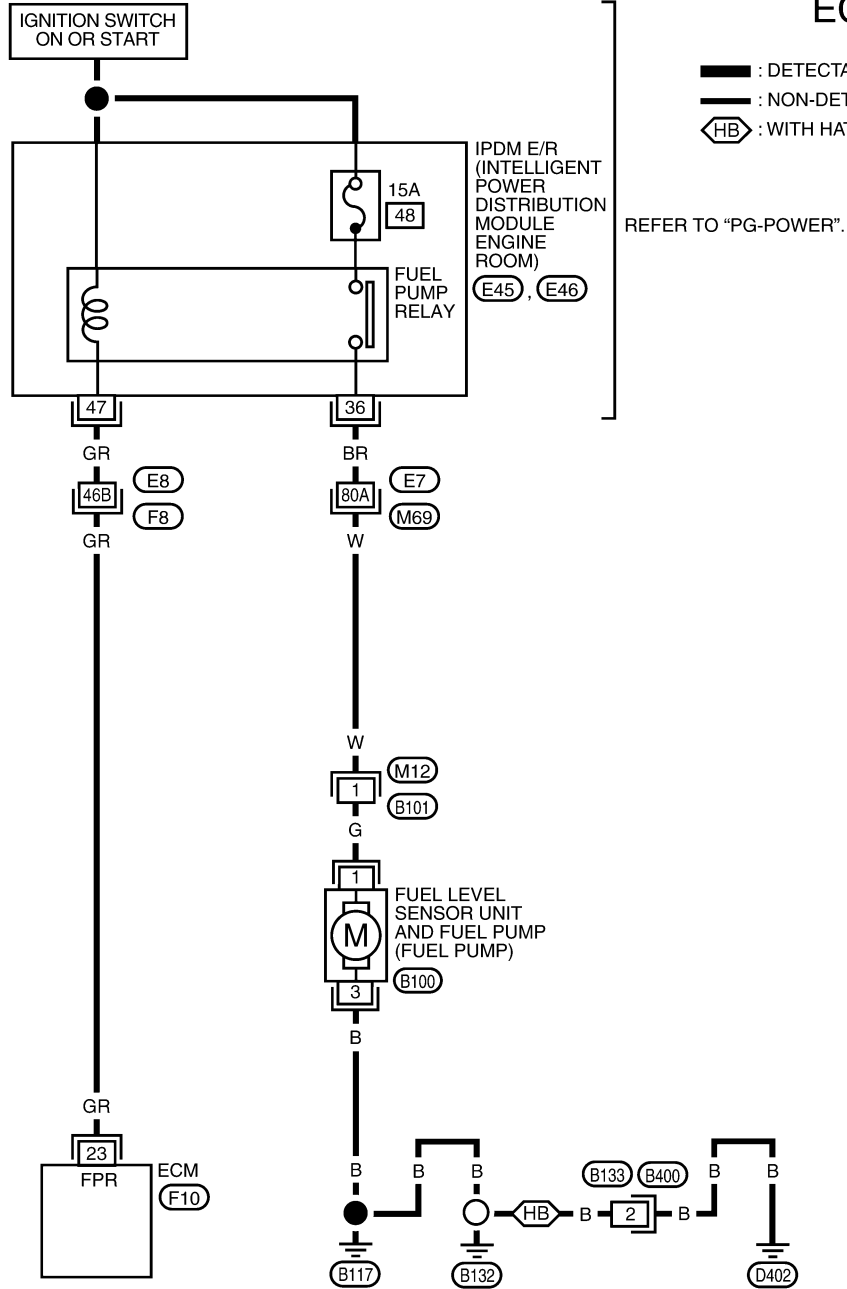 IGNITION SWITCH
ON OR START
EC
: DETECTA
: NON-DET
HB : WITH HAT
IPDM E/R
(INTELLIGENT
POWER
DISTRIBUTION
MODULE
ENGINE
ROOM)
E45 , E46
REFER TO “PG-POWER”.
15A
48
FUEL
PUMP
RELAY
47
36
GR
BR
46B
E8
F8
80A
E7
M69
GR
W
W
M12
1
B101
G
1
FUEL LEVEL
SENSOR UNIT
AND FUEL PUMP
(FUEL PUMP)
M
B100
3
B
GR
23
FPR
ECM
F10
B
B
B
B133
B400
B
B
HB
B
2
B
B117
B132
D402